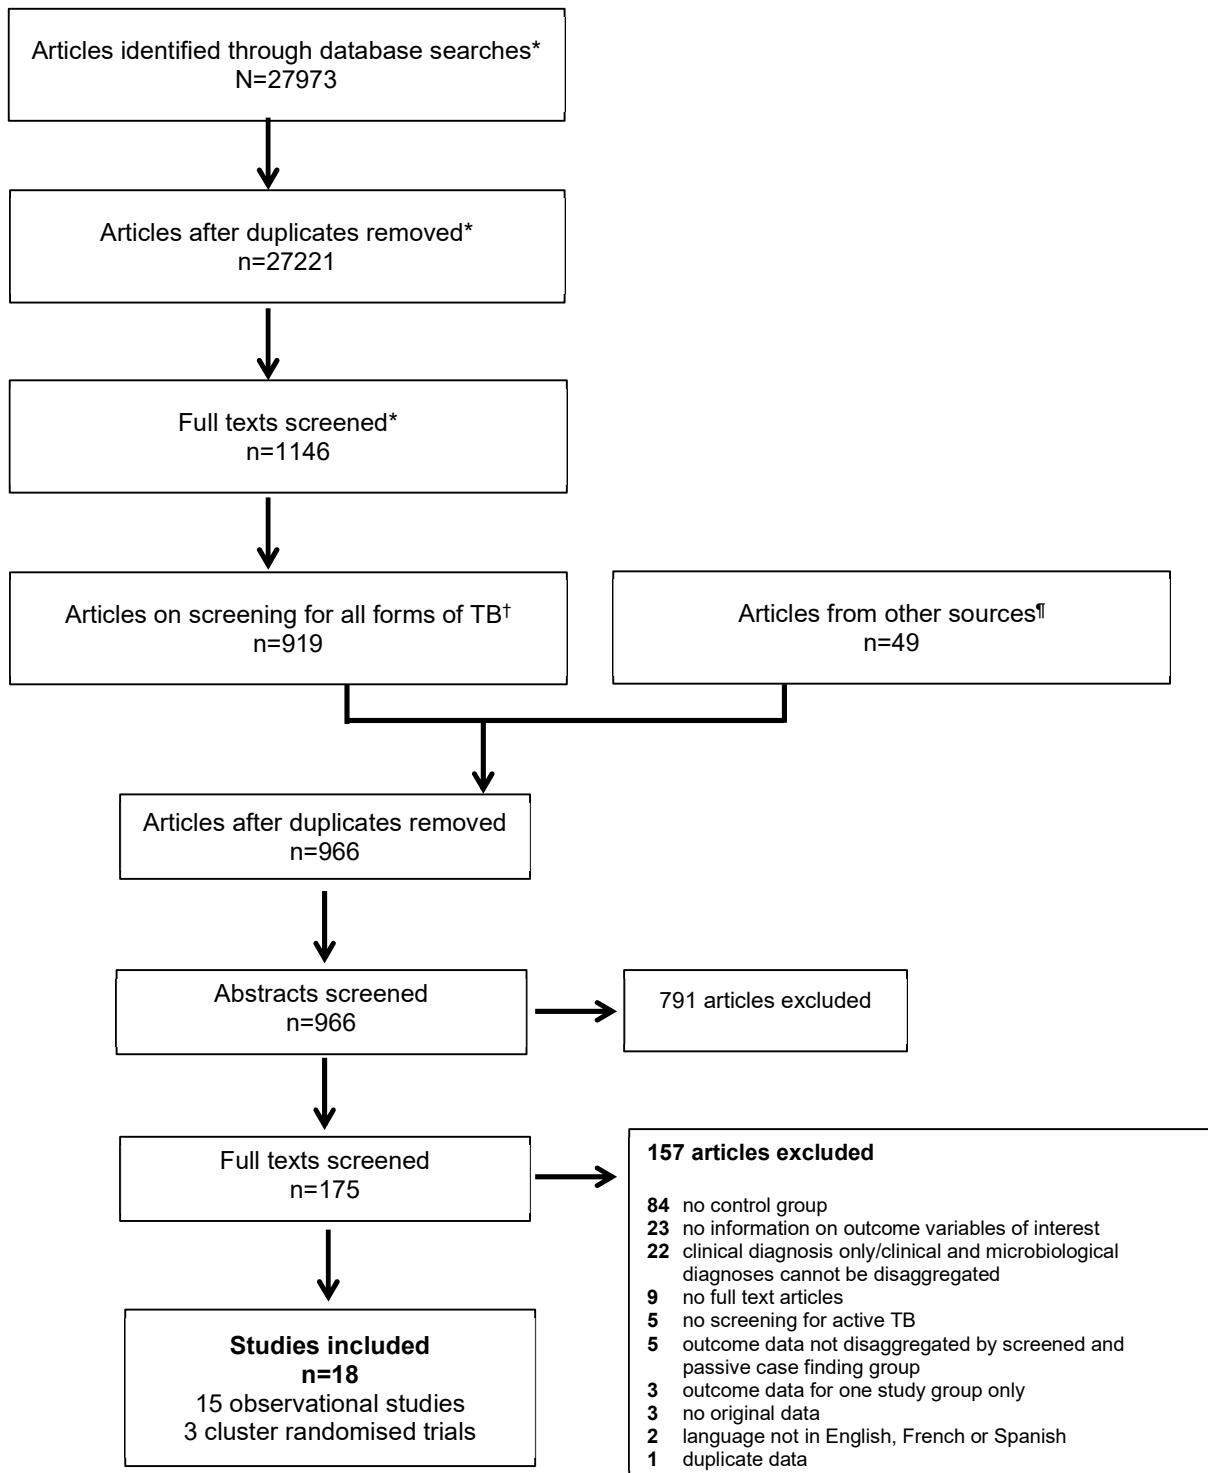 Articles identified through database searches*
N=27973
Articles after duplicates removed*
n=27221
Full texts screened*
n=1146
Articles on screening for all forms of TB†
n=919
Articles from other sources¶
n=49
Articles after duplicates removed
n=966
Abstracts screened
n=966
791 articles excluded
Full texts screened
n=175
157 articles excluded
84 no control group
23 no information on outcome variables of interest
22 clinical diagnosis only/clinical and microbiological
diagnoses cannot be disaggregated
9 no full text articles
5 no screening for active TB
5 outcome data not disaggregated by screened and
passive case finding group
3 outcome data for one study group only
3 no original data
2 language not in English, French or Spanish
1 duplicate data
Studies included
n=18
15 observational studies
3 cluster randomised trials